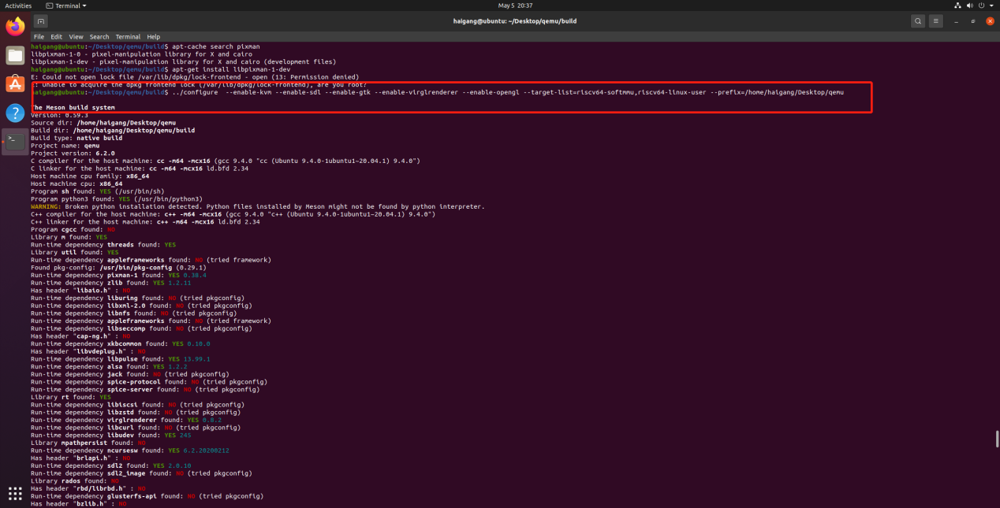 Activities Terminal May 5 20:37
haigang@ubuntu: ~/Desktop/qemu/build
File Edit View Search Terminal Help
haigang@ubuntu:~/Desktop/qemu/build$ apt-cache search pixman
libpixman-1-0 - pixel-manipulation library for X and cairo
libpixman-1-dev - pixel-manipulation library for X and cairo (development files)
haigang@ubuntu:~/Desktop/qemu/build$ apt-get install libpixman-1-dev
E: Could not open lock file /var/lib/dpkg/lock-frontend - open (13: Permission denied)
E: Unable to acquire the dpkg frontend lock (/var/lib/dpkg/lock-frontend), are you root?
haigang@ubuntu:~/Desktop/qemu/build$ ../configure --enable-kvm --enable-sdl --enable-gtk --enable-virglrenderer --enable-opengl --target-list=riscv64-softmmu,riscv64-linux-user --prefix=/home/haigang/Desktop/qemu
The Meson build system
Version: 0.59.3
Source dir: /home/haigang/Desktop/qemu
Build dir: /home/haigang/Desktop/qemu/build
Build type: native build
Project name: qemu
Project version: 6.2.0
C compiler for the host machine: cc -m64 -mcx16 (gcc 9.4.0 "cc (Ubuntu 9.4.0-1ubuntu1~20.04.1) 9.4.0")
C linker for the host machine: cc -m64 -mcx16 ld.bfd 2.34
Host machine cpu family: x86_64
Host machine cpu: x86_64
Program sh found: YES (/usr/bin/sh)
Program python3 found: YES (/usr/bin/python3)
WARNING: Broken python installation detected. Python files installed by Meson might not be found by python interpreter.
C++ compiler for the host machine: c++ -m64 -mcx16 (gcc 9.4.0 "c++ (Ubuntu 9.4.0-1ubuntu1~20.04.1) 9.4.0")
C++ linker for the host machine: c++ -m64 -mcx16 ld.bfd 2.34
Program cgcc found: NO
Library m found: YES
Run-time dependency threads found: YES
Library util found: YES
Run-time dependency appleframeworks found: NO (tried framework)
Found pkg-config: /usr/bin/pkg-config (0.29.1)
Run-time dependency pixman-1 found: YES 0.38.4
Run-time dependency zlib found: YES 1.2.11
Has header "libaio.h" : NO
Run-time dependency liburing found: NO (tried pkgconfig)
Run-time dependency libxml-2.0 found: NO (tried pkgconfig)
Run-time dependency libnfs found: NO (tried pkgconfig)
Run-time dependency appleframeworks found: NO (tried framework)
Run-time dependency libseccomp found: NO (tried pkgconfig)
Has header "cap-ng.h" : NO
Run-time dependency xkbcommon found: YES 0.10.0
Has header "libvdeplug.h" : NO
Run-time dependency libpulse found: YES 13.99.1
Run-time dependency alsa found: YES 1.2.2
Run-time dependency jack found: NO (tried pkgconfig)
Run-time dependency spice-protocol found: NO (tried pkgconfig)
Run-time dependency spice-server found: NO (tried pkgconfig)
Library rt found: YES
Run-time dependency libiscsi found: NO (tried pkgconfig)
Run-time dependency libzstd found: NO (tried pkgconfig)
Run-time dependency virglrenderer found: YES 0.8.2
Run-time dependency libcurl found: NO (tried pkgconfig)
Run-time dependency libudev found: YES 245
Library mpathpersist found: NO
Run-time dependency ncursesw found: YES 6.2.20200212
Has header "brlapi.h" : NO
Run-time dependency sdl2 found: YES 2.0.10
Run-time dependency sdl2_image found: NO (tried pkgconfig)
Library rados found: NO
Has header "rbd/librbd.h" : NO
Run-time dependency glusterfs-api found: NO (tried pkgconfig)
Has header "bzlib.h" : NO